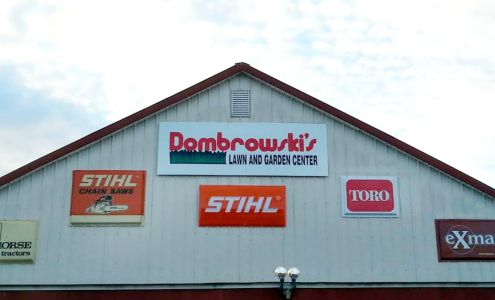 Dombrowski's
LAWN AND GARDEN CENTER
STIHL
CHAIN SAWS
STIHL
TORO
HORSE
tractors
eXma